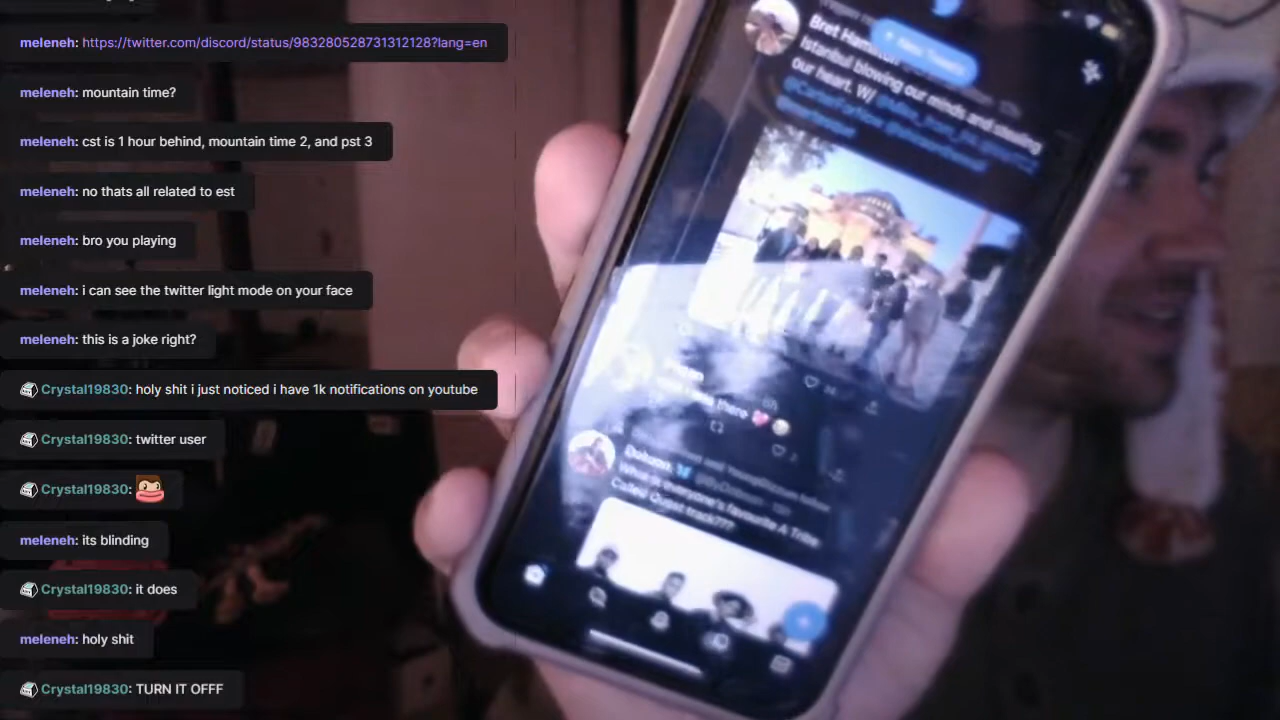 meleneh: https://twitter.com/discord/status/983280528731312128?lang=en
meleneh: mountain time?
meleneh: cst is 1 hour behind, mountain time 2, and pst 3
meleneh: no thats all related to est
meleneh: bro you playing
meleneh: i can see the twitter light mode on your face
meleneh: this is a joke right?
Crystal19830: holy shit i just noticed i have 1k notifications on youtube
Crystal19830: twitter user
Crystal19830:
meleneh: its blinding
Crystal19830: it does
meleneh: holy shit
Crystal19830: TURN IT OFFF
Bret
New Tweets
Istanbul blowing our minds and stealing
our heart. W/
there
What is everyone's favourite A Tribe
Called Quest track???